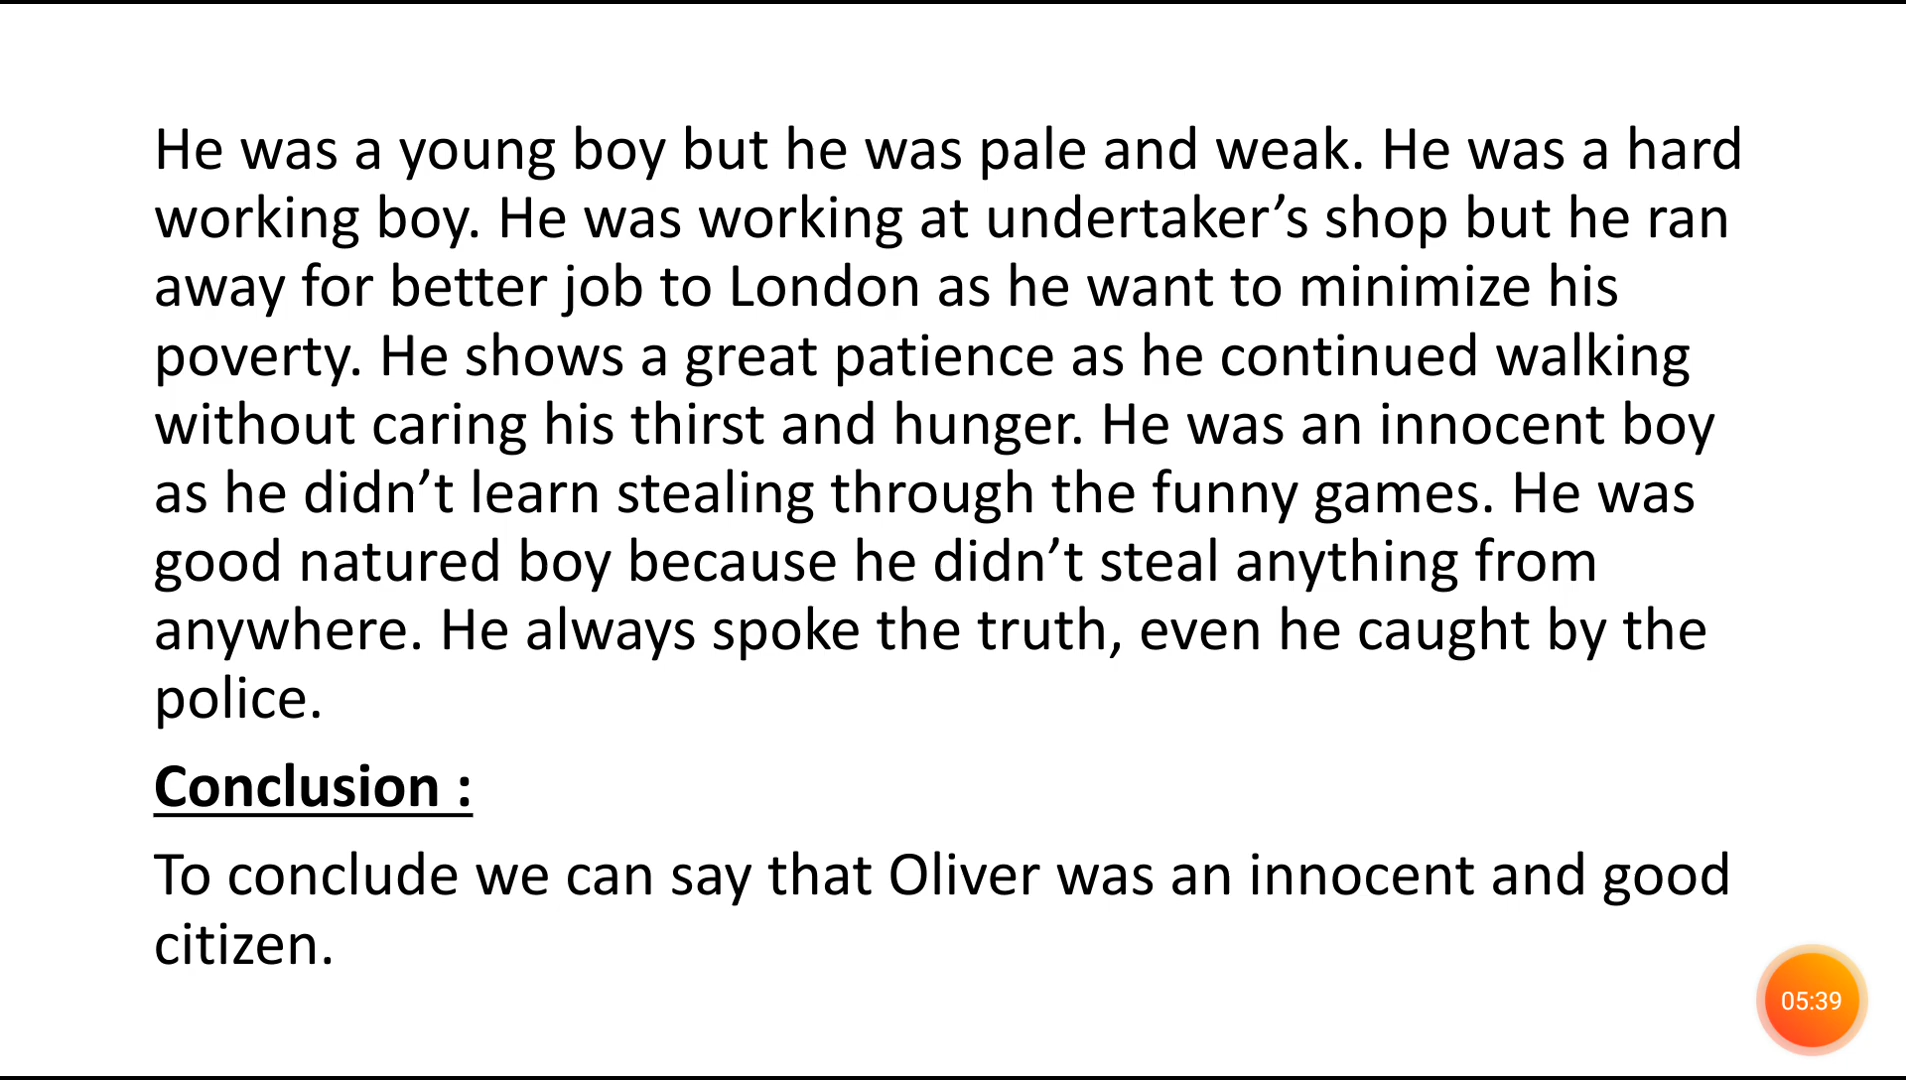 He was a young boy but he was pale and weak. He was a hard
working boy. He was working at undertaker’s shop but he ran
away for better job to London as he want to minimize his
poverty. He shows a great patience as he continued walking
without caring his thirst and hunger. He was an innocent boy
as he didn’t learn stealing through the funny games. He was
good natured boy because he didn’t steal anything from
anywhere. He always spoke the truth, even he caught by the
police.
Conclusion :
To conclude we can say that Oliver was an innocent and good
citizen.
05:39